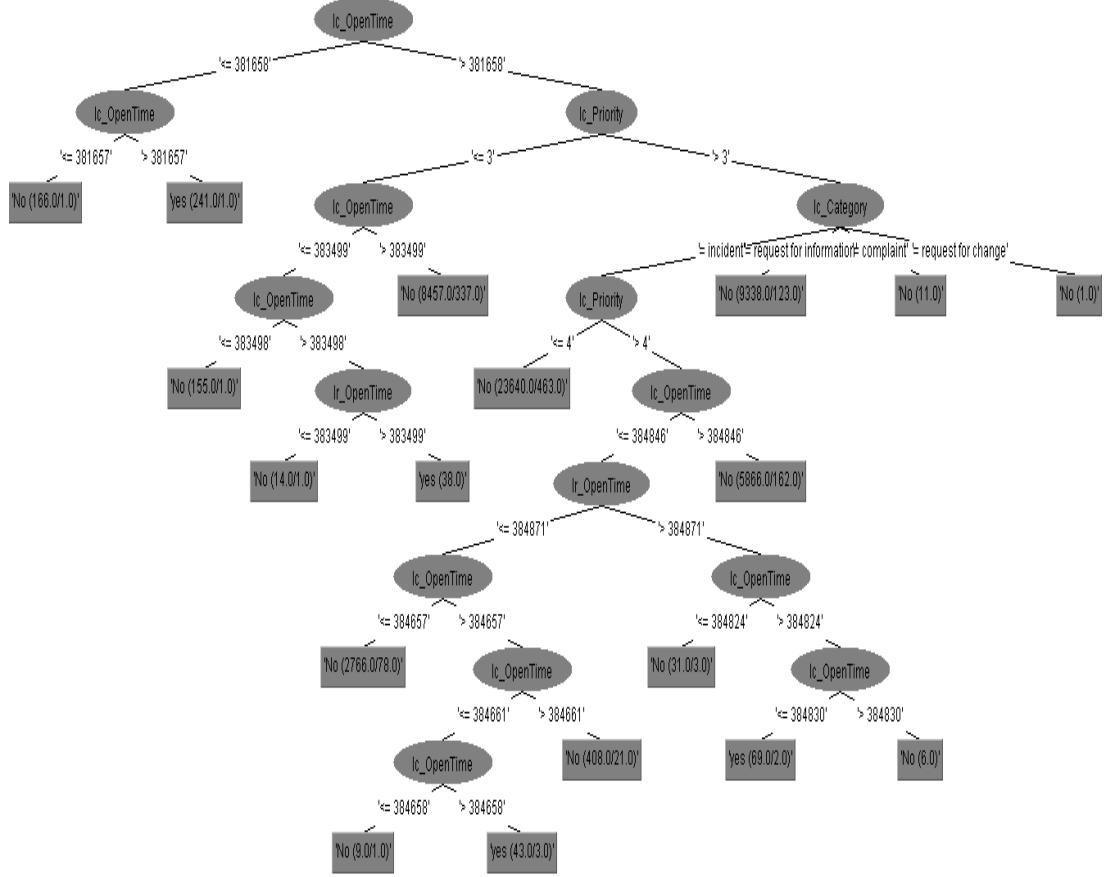 Ic_OpenTime
'<= 381658' '> 381658'
Ic_OpenTime Ic_Priority
'<= 381657' '> 381657' '<= 3' '> 3'
'No (166.0/1.0)' 'yes (241.0/1.0)' Ic_OpenTime Ic_Category
'<= 383499' '> 383499' '= incident' '= request for information' '= complaint' '= request for change'
Ic_OpenTime 'No (8457.0/337.0)' Ic_Priority 'No (9338.0/123.0)' 'No (11.0)' 'No (1.0)'
'<= 383498' '> 383498' '<= 4' '> 4'
'No (155.0/1.0)' Ir_OpenTime 'No (23640.0/463.0)' Ic_OpenTime
'<= 383499' '> 383499' '<= 384846' '> 384846'
'No (14.0/1.0)' 'yes (38.0)' Ir_OpenTime 'No (5866.0/162.0)'
'<= 384871' '> 384871'
Ic_OpenTime Ic_OpenTime
'<= 384657' '> 384657' '<= 384824' '> 384824'
'No (2766.0/78.0)' Ic_OpenTime 'No (31.0/3.0)' Ic_OpenTime
'<= 384661' '> 384661' '<= 384830' '> 384830'
Ic_OpenTime 'No (408.0/21.0)' 'yes (69.0/2.0)' 'No (6.0)'
'<= 384658' '> 384658'
'No (9.0/1.0)' 'yes (43.0/3.0)'